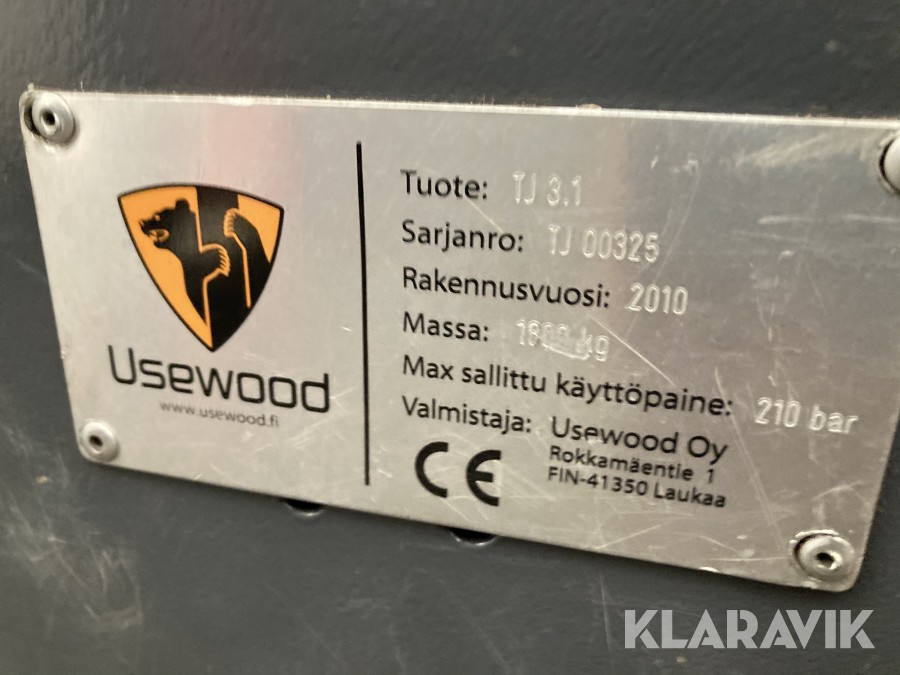 Usewood
www.usewood.fi
Tuote: TJ 3.1
Sarjanro: TJ 00325
Rakennusvuosi: 2010
Massa: kg
Max sallittu käyttöpaine: 210 bar
Valmistaja: Usewood Oy
Rokkamäentie 1
FIN-41350 Laukaa
CE
KLARAVIK